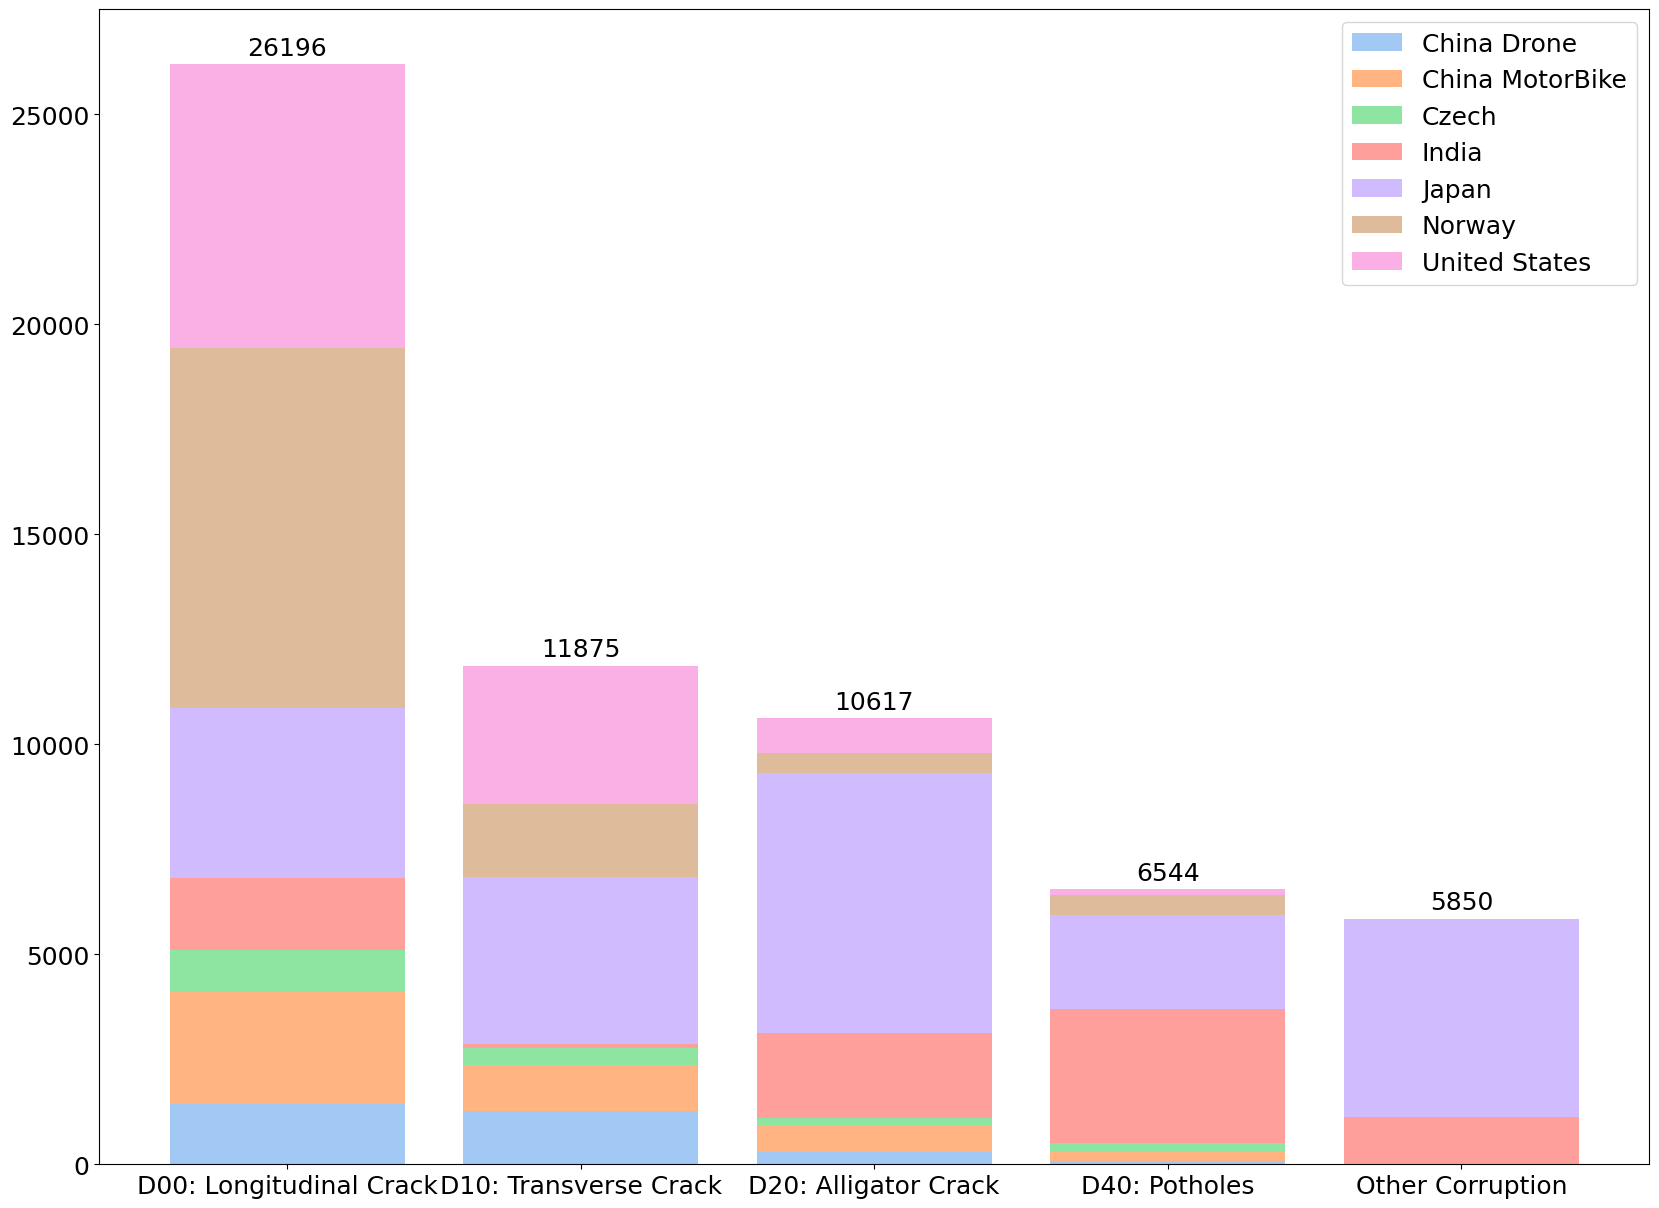 26196
25000
20000
15000
11875
10617
10000
6544
5850
5000
0
D00: Longitudinal Crack
D10: Transverse Crack
D20: Alligator Crack
D40: Potholes
Other Corruption
China Drone
China MotorBike
Czech
India
Japan
Norway
United States